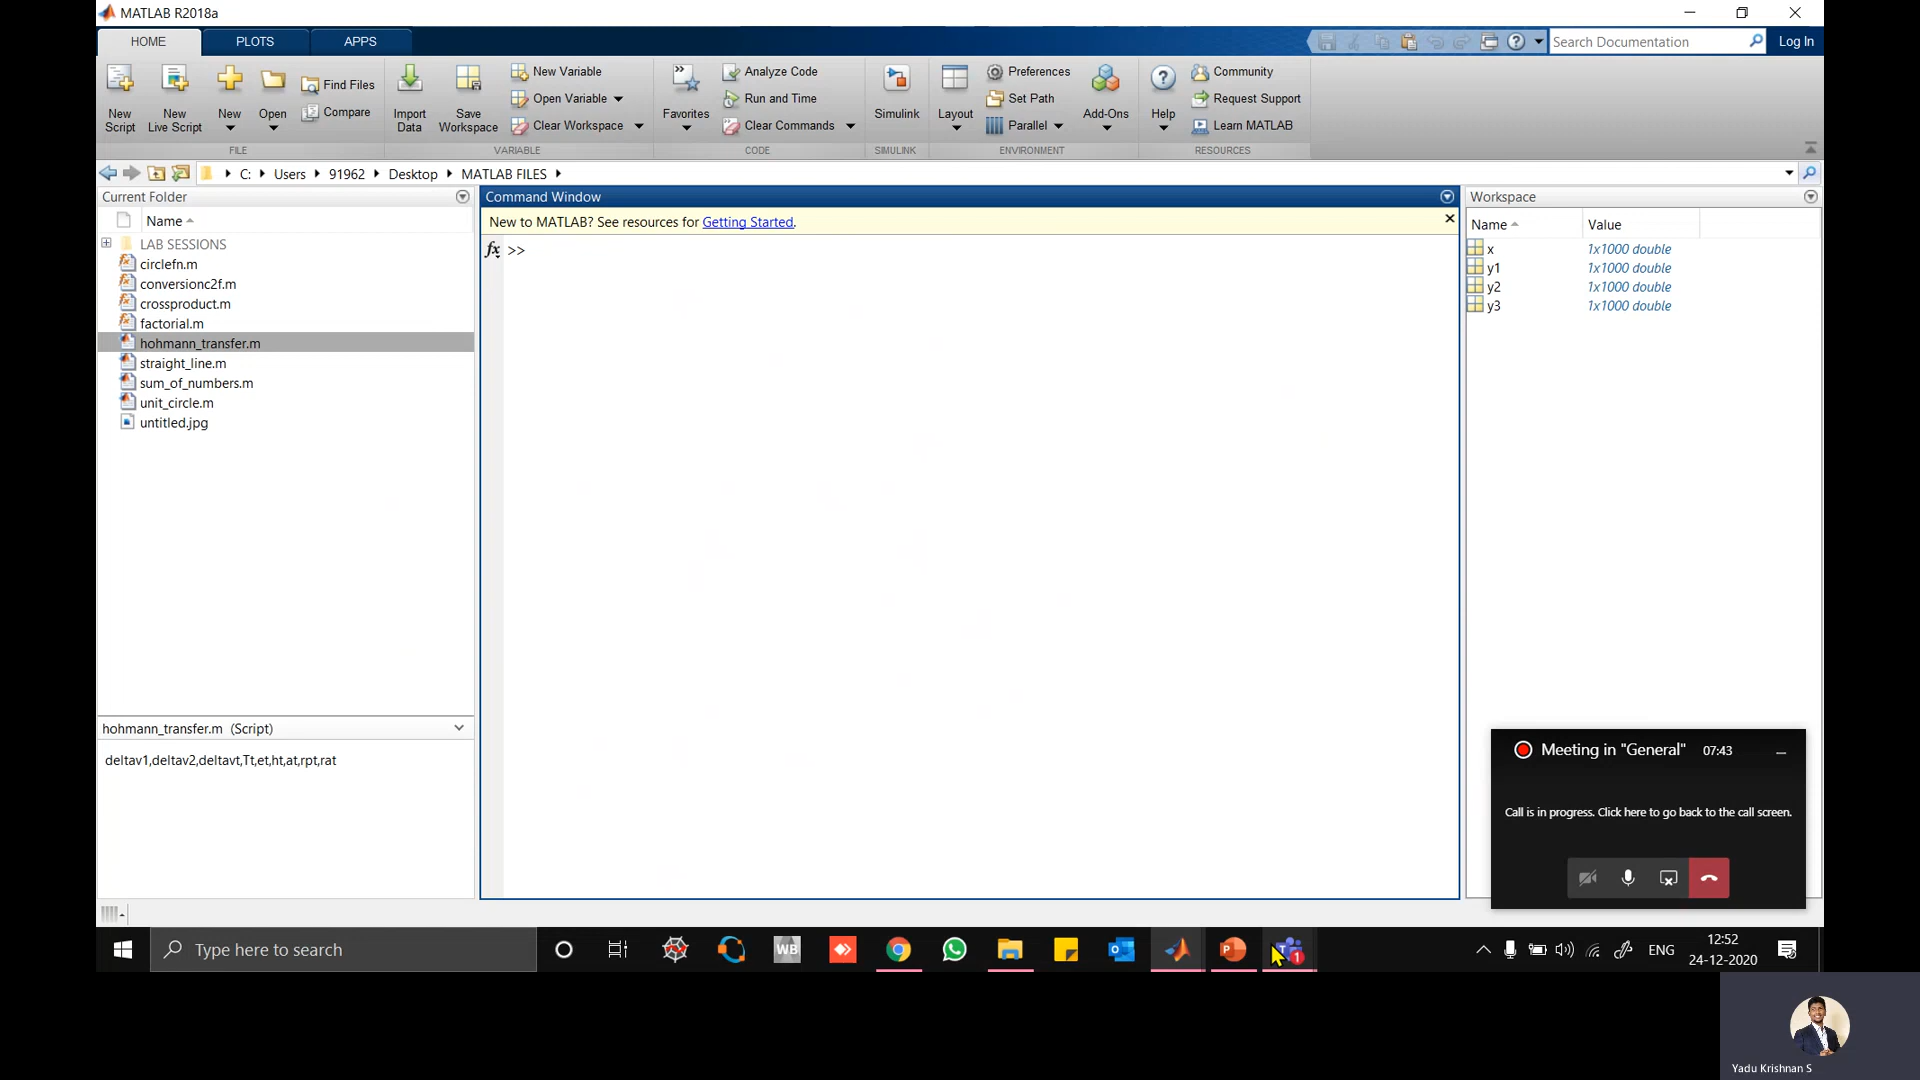 MATLAB R2018a
HOME
PLOTS
APPS
Search Documentation
Log In
New Script
New Live Script
New
Open
Find Files
Compare
Import Data
Save Workspace
New Variable
Open Variable
Clear Workspace
Favorites
Analyze Code
Run and Time
Clear Commands
Simulink
Layout
Preferences
Set Path
Parallel
Add-Ons
Help
Community
Request Support
Learn MATLAB
FILE
VARIABLE
CODE
SIMULINK
ENVIRONMENT
RESOURCES
C: Users 91962 Desktop MATLAB FILES
Current Folder
Name
LAB SESSIONS
circlefn.m
conversionc2f.m
crossproduct.m
factorial.m
hohmann_transfer.m
straight_line.m
sum_of_numbers.m
unit_circle.m
untitled.jpg
hohmann_transfer.m (Script)
deltav1,deltav2,deltavt,Tt,et,ht,at,rpt,rat
Command Window
New to MATLAB? See resources for Getting Started.
fx >>
Workspace
Name Value
x 1x1000 double
y1 1x1000 double
y2 1x1000 double
y3 1x1000 double
Meeting in "General" 07:43
Call is in progress. Click here to go back to the call screen.
Type here to search
WB
1
ENG
12:52
24-12-2020
Yadu Krishnan S